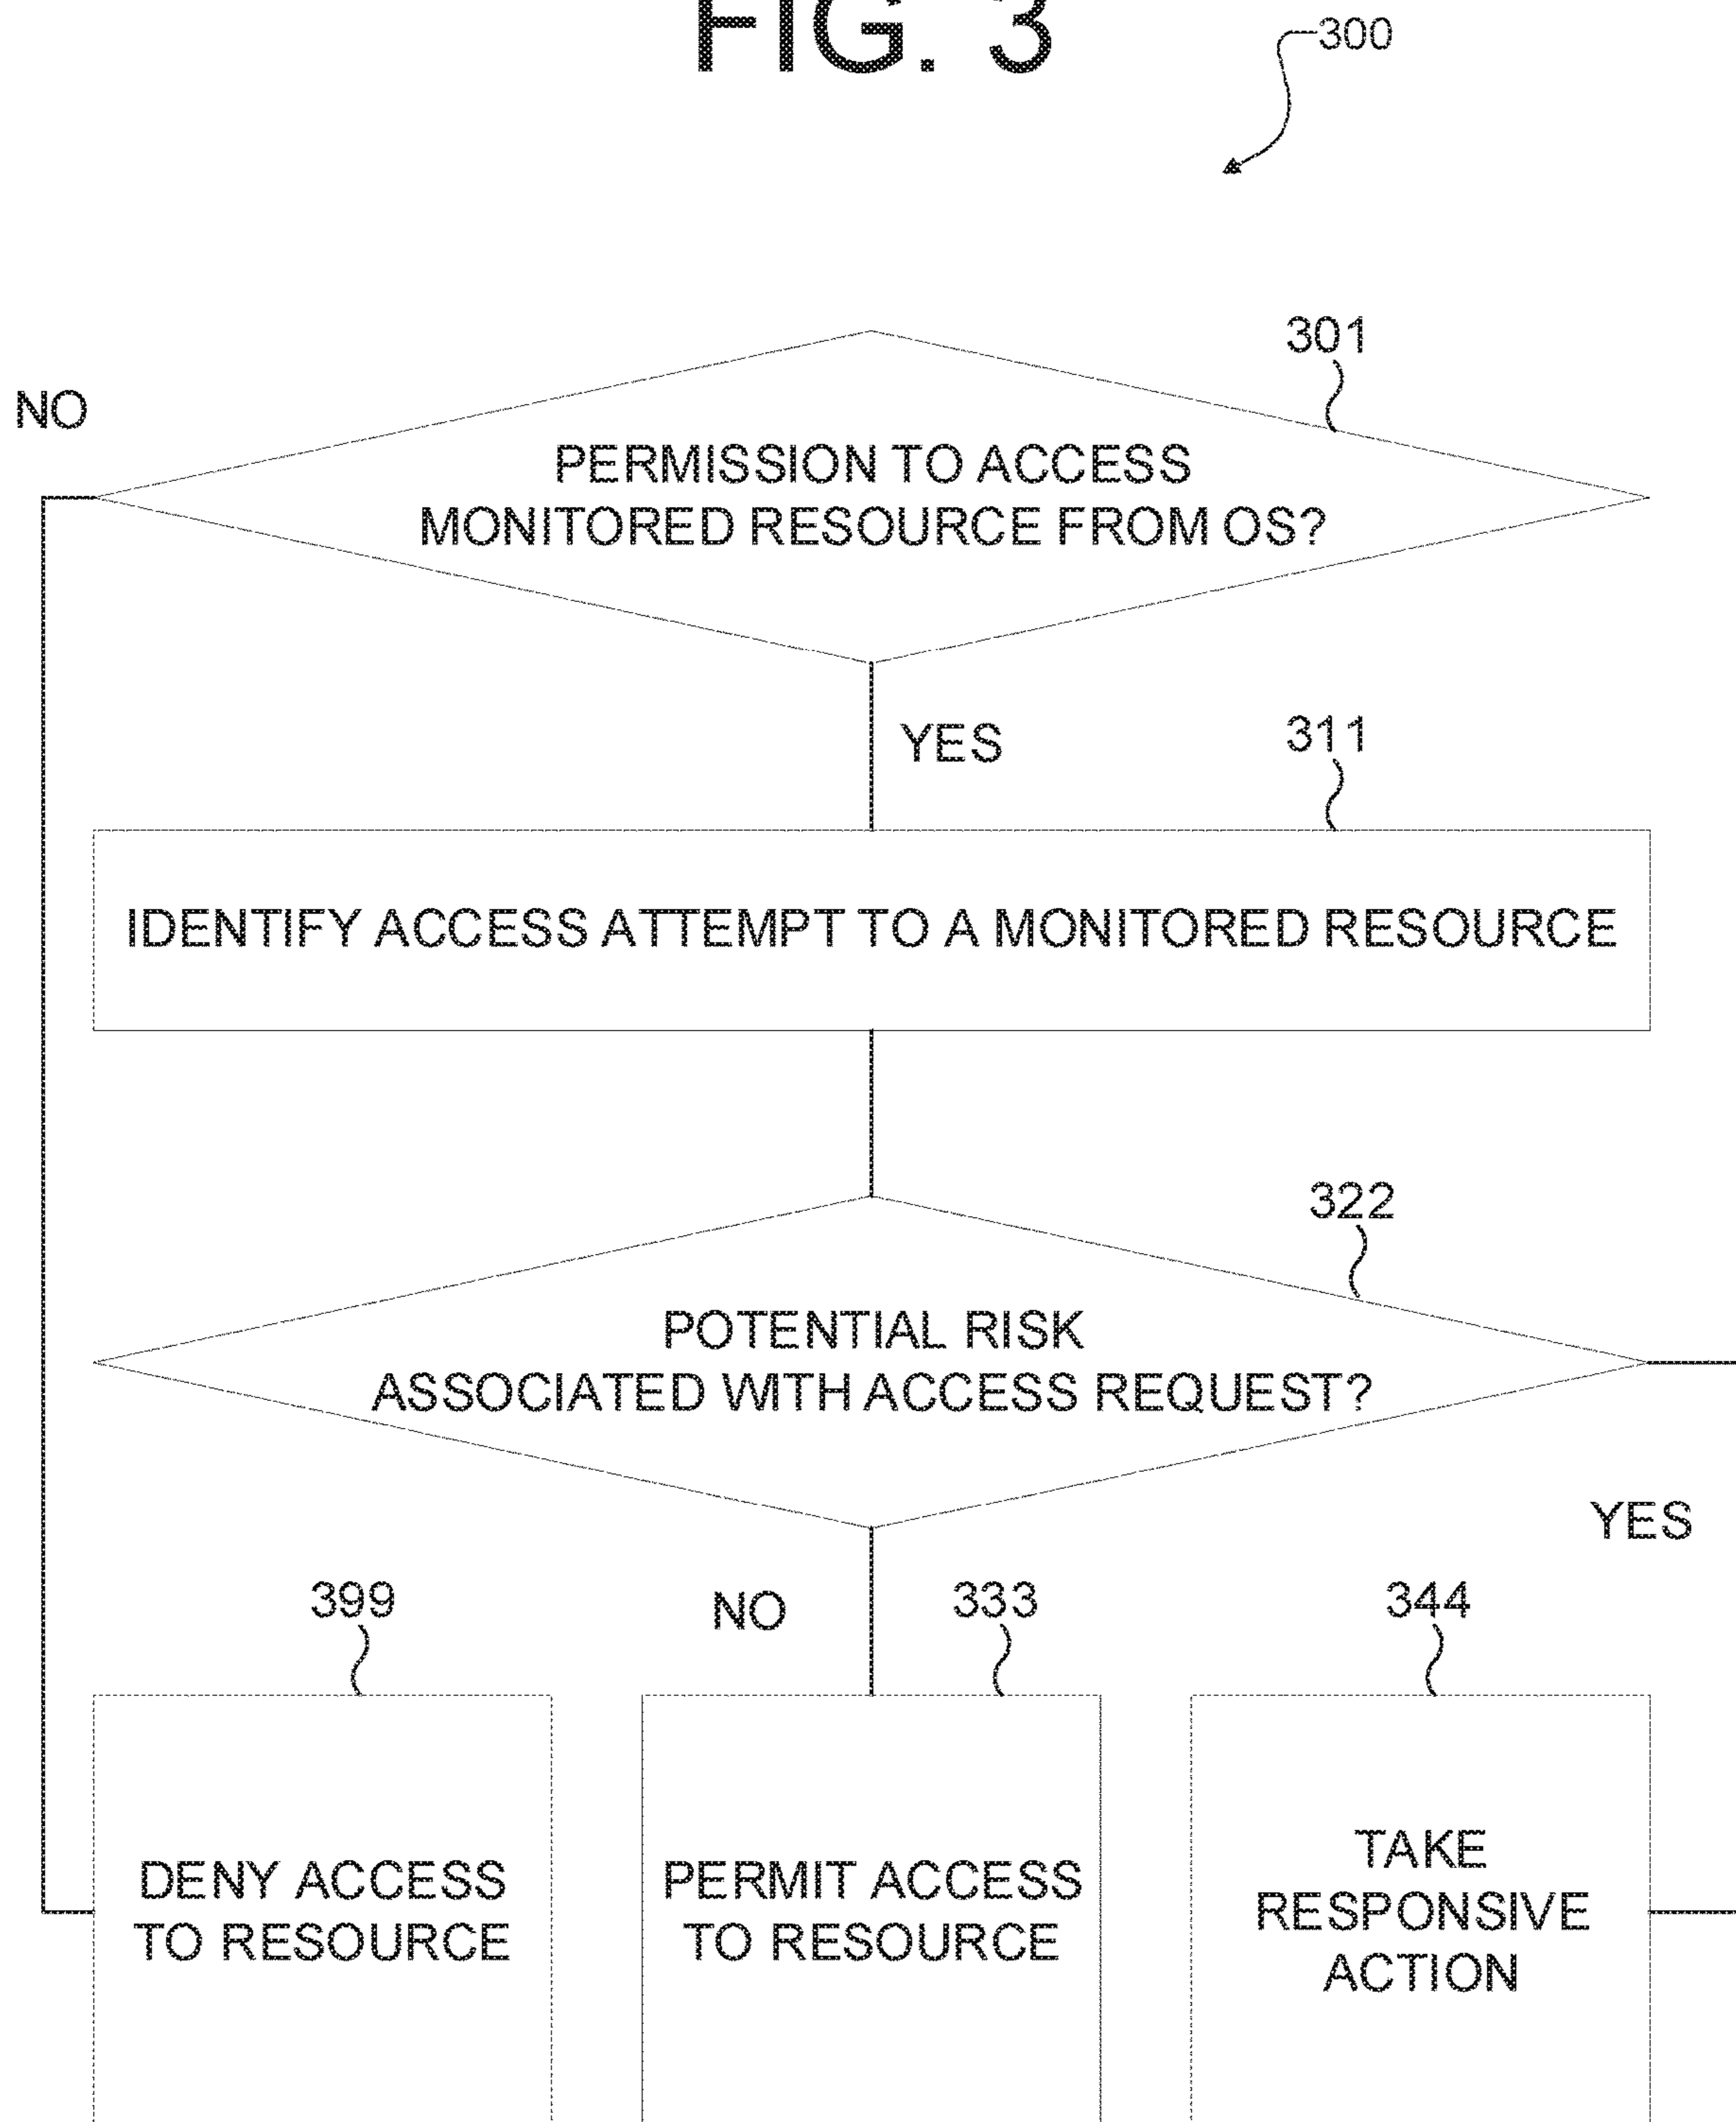 FIG. 3
300
301
NO
PERMISSION TO ACCESS
MONITORED RESOURCE FROM OS?
YES
311
IDENTIFY ACCESS ATTEMPT TO A MONITORED RESOURCE
322
POTENTIAL RISK
ASSOCIATED WITH ACCESS REQUEST?
YES
NO
399
333
344
DENY ACCESS
TO RESOURCE
PERMIT ACCESS
TO RESOURCE
TAKE
RESPONSIVE
ACTION